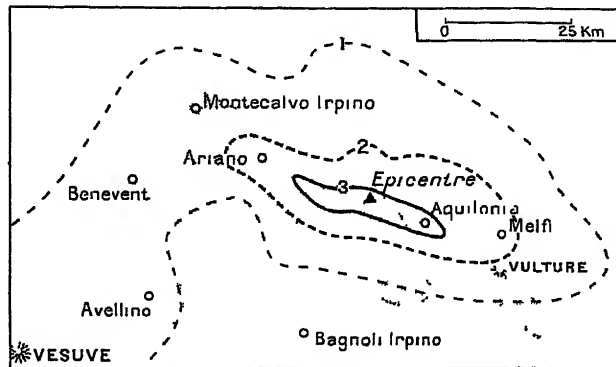 0 25 Km
1
Montecalvo Irpino
2
Ariano
3
Epicentre
Benevent
Aquilonia
Melfi
VULTURE
Avellino
Bagnoli Irpino
VESUVE